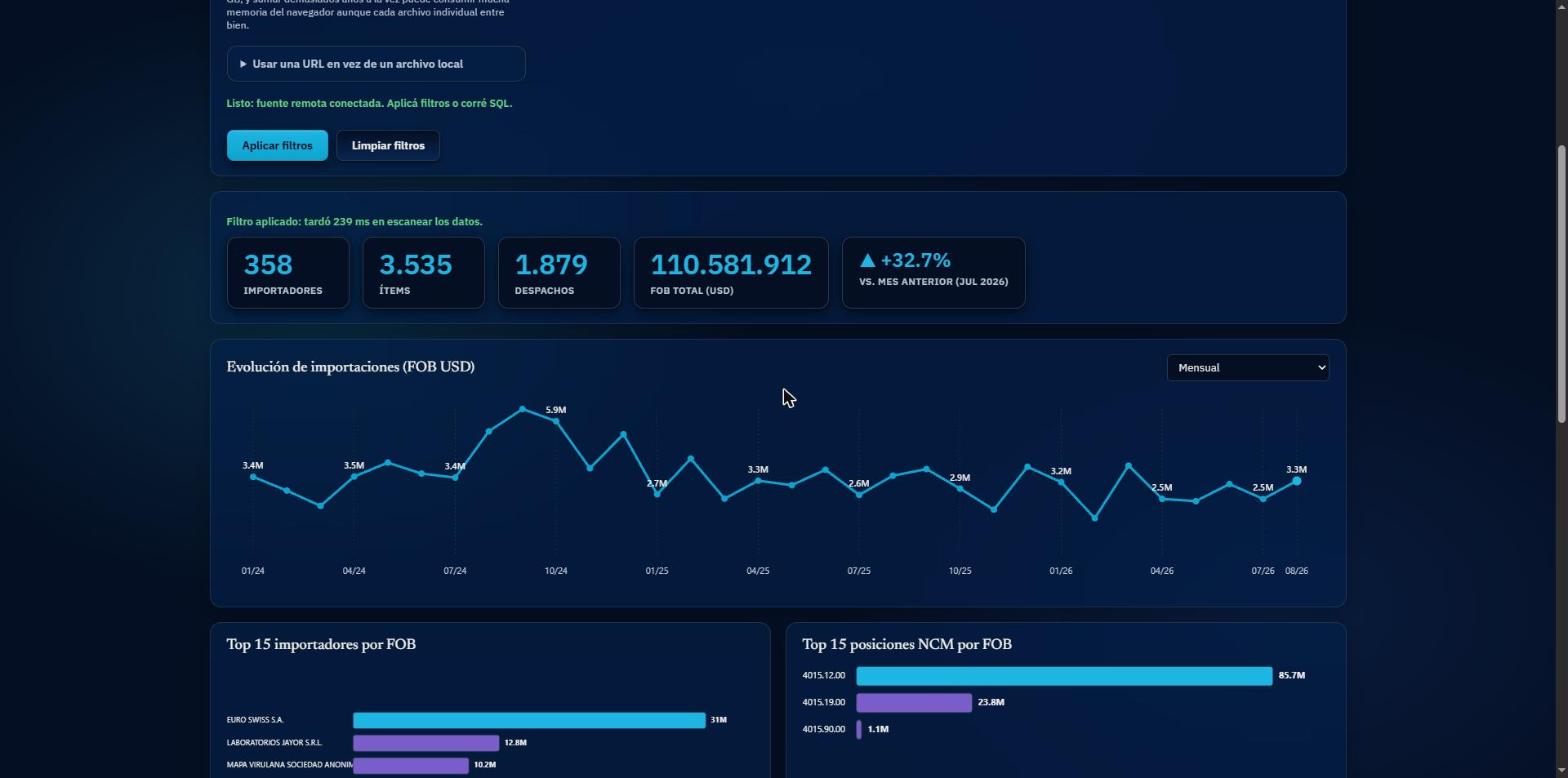 memoria del navegador aunque cada archivo individual entre
bien.
▶ Usar una URL en vez de un archivo local
Listo: fuente remota conectada. Aplicá filtros o corré SQL.
Aplicar filtros
Limpiar filtros
Filtro aplicado: tardó 239 ms en escanear los datos.
358
IMPORTADORES
3.535
ÍTEMS
1.879
DESPACHOS
110.581.912
FOB TOTAL (USD)
▲ +32.7%
VS. MES ANTERIOR (JUL 2026)
Evolución de importaciones (FOB USD)
Mensual
3.4M 3.5M 3.4M 5.9M 2.7M 3.3M 2.6M 2.9M 3.2M 2.5M 2.5M 3.3M
01/24 04/24 07/24 10/24 01/25 04/25 07/25 10/25 01/26 04/26 07/26 08/26
Top 15 importadores por FOB
EURO SWISS S.A. 31M
LABORATORIOS JAYOR S.R.L. 12.8M
MAPA VIRULANA SOCIEDAD ANONIM 10.2M
Top 15 posiciones NCM por FOB
4015.12.00 85.7M
4015.19.00 23.8M
4015.90.00 1.1M